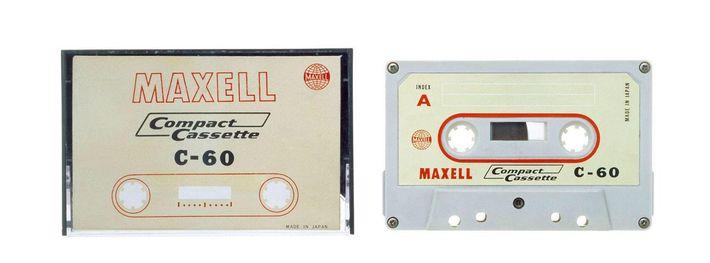 MAXELL
MAXELL
Compact
Cassette
C-60
MADE IN JAPAN
INDEX
A
MADE IN JAPAN
MAXELL
MAXELL
Compact
Cassette
C-60